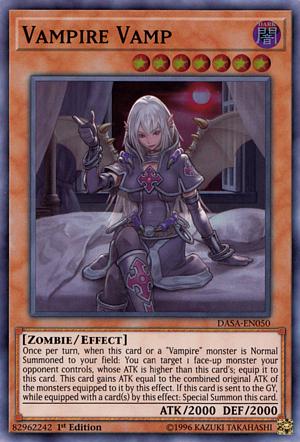 VAMPIRE VAMP
DARK
闇
DASA-EN050
[ZOMBIE/EFFECT]
Once per turn, when this card or a "Vampire" monster is Normal
Summoned to your field: You can target 1 face-up monster your
opponent controls, whose ATK is higher than this card's; equip it to
this card. This card gains ATK equal to the combined original ATK of
the monsters equipped to it by this effect. If this card is sent to the GY,
while equipped with a card(s) by this effect: Special Summon this card.
ATK/2000 DEF/2000
82962242 1st Edition ©1996 KAZUKI TAKAHASHI